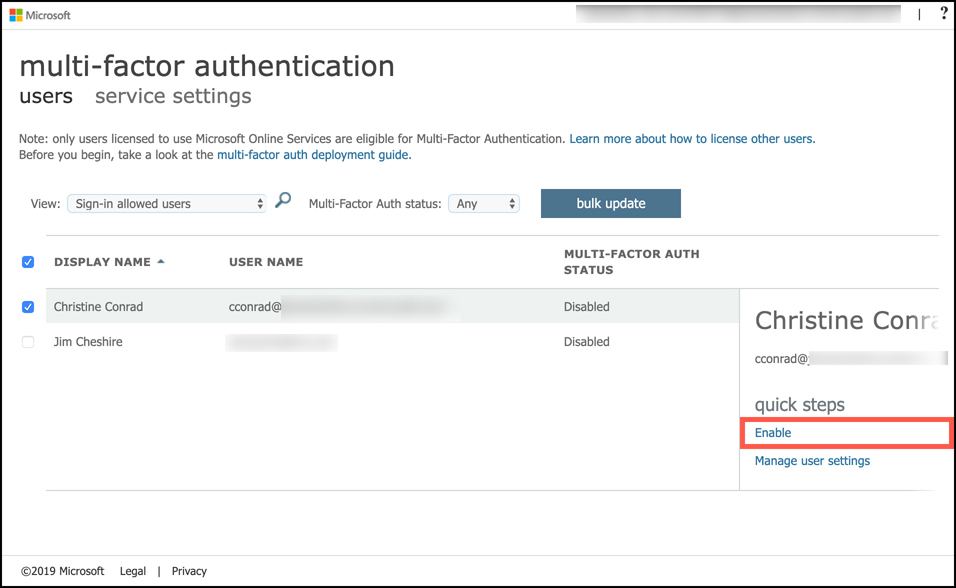 Microsoft | ?
multi-factor authentication
users service settings
Note: only users licensed to use Microsoft Online Services are eligible for Multi-Factor Authentication. Learn more about how to license other users.
Before you begin, take a look at the multi-factor auth deployment guide.
View: Sign-in allowed users Multi-Factor Auth status: Any bulk update
DISPLAY NAME USER NAME MULTI-FACTOR AUTH
STATUS
Christine Conrad cconrad@ Disabled
Jim Cheshire Disabled
Christine Conra
cconrad@
quick steps
Enable
Manage user settings
©2019 Microsoft Legal | Privacy